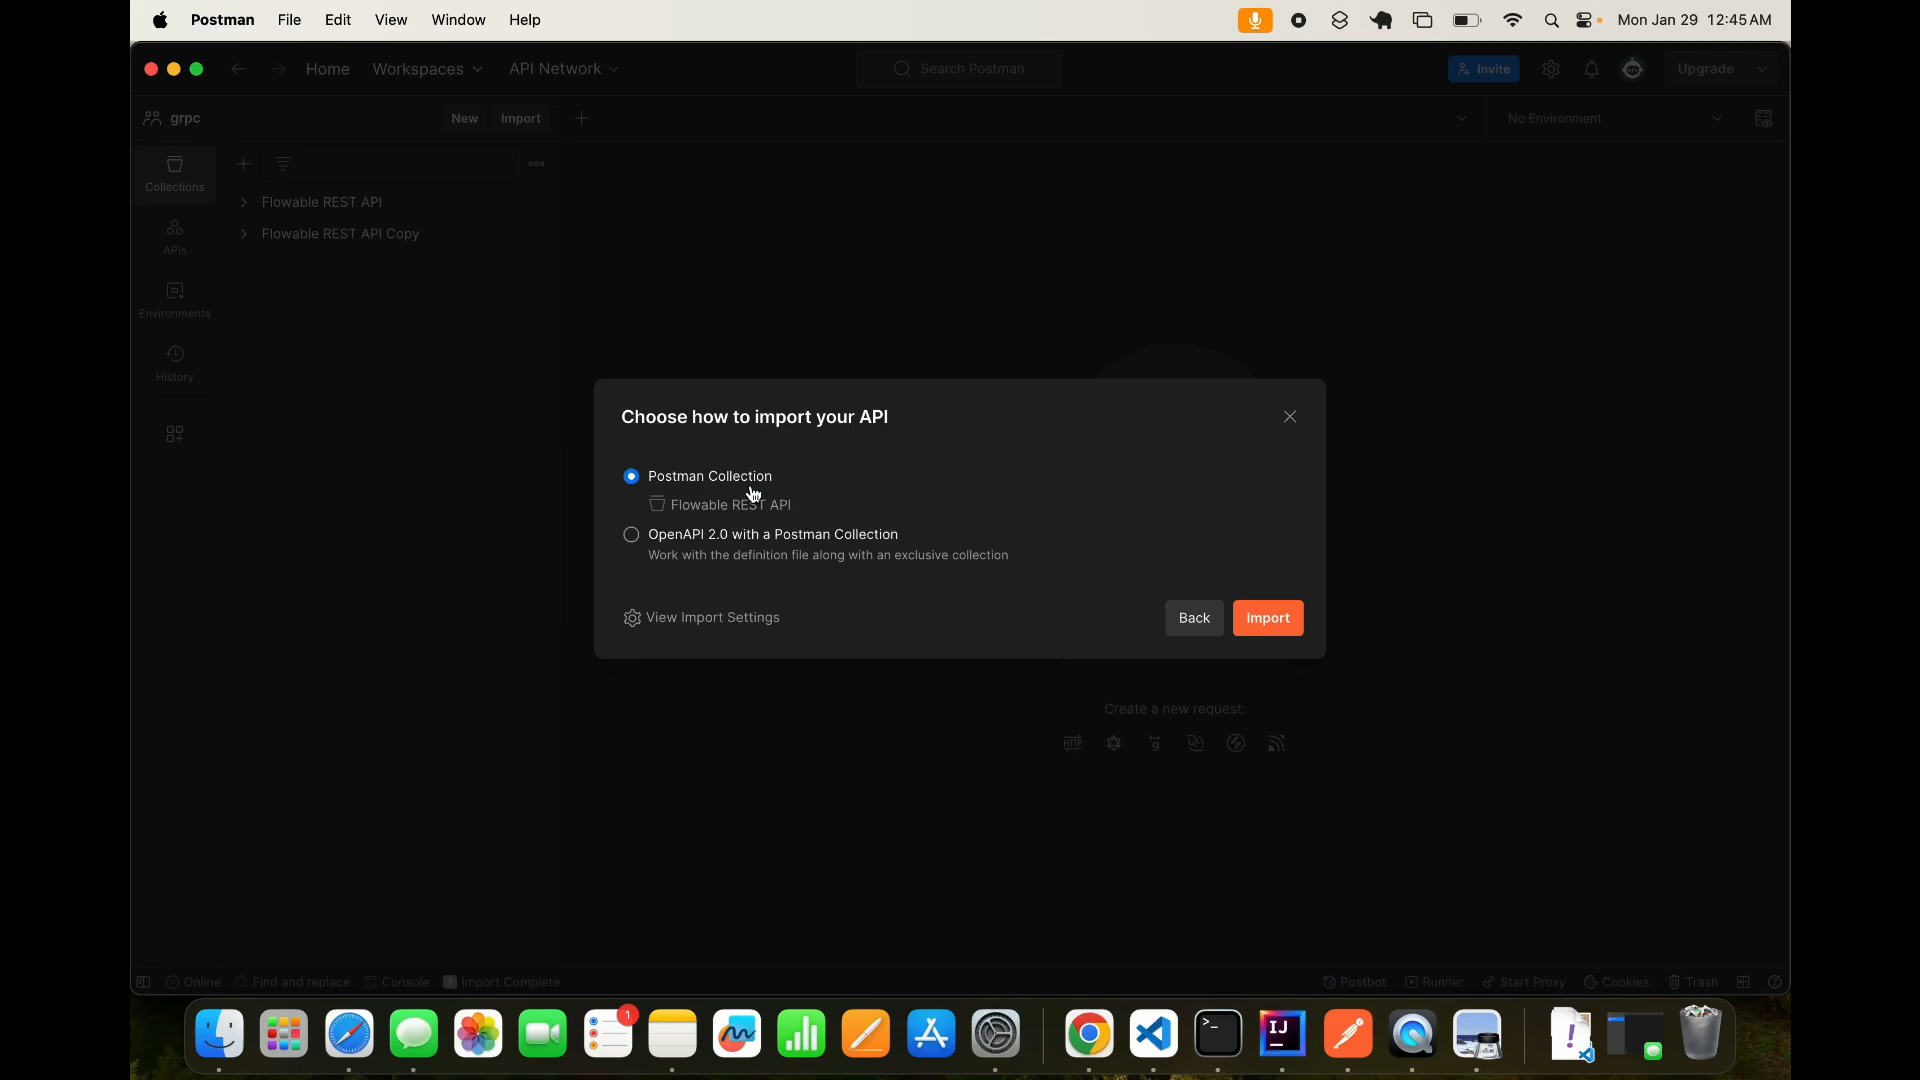 Postman File Edit View Window Help Mon Jan 29 12:45 AM
Home Workspaces API Network Search Postman Invite Upgrade
grpc New Import No Environment
Collections
Flowable REST API
Flowable REST API Copy
APIs
Environments
History
Choose how to import your API
Postman Collection
Flowable REST API
OpenAPI 2.0 with a Postman Collection
Work with the definition file along with an exclusive collection
View Import Settings Back Import
Create a new request:
HTTP
Online Find and replace Console Import Complete Postbot Runner Start Proxy Cookies Trash
1
IJ